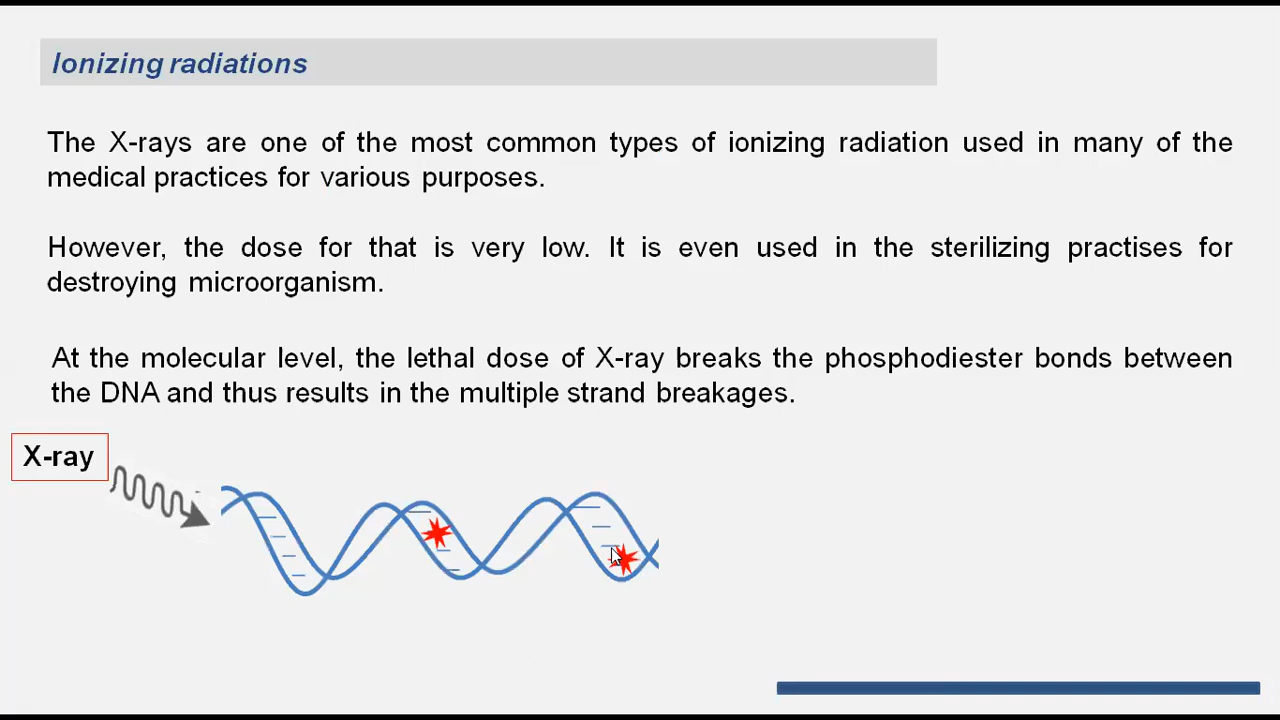 Ionizing radiations
The X-rays are one of the most common types of ionizing radiation used in many of the
medical practices for various purposes.
However, the dose for that is very low. It is even used in the sterilizing practises for
destroying microorganism.
At the molecular level, the lethal dose of X-ray breaks the phosphodiester bonds between
the DNA and thus results in the multiple strand breakages.
X-ray